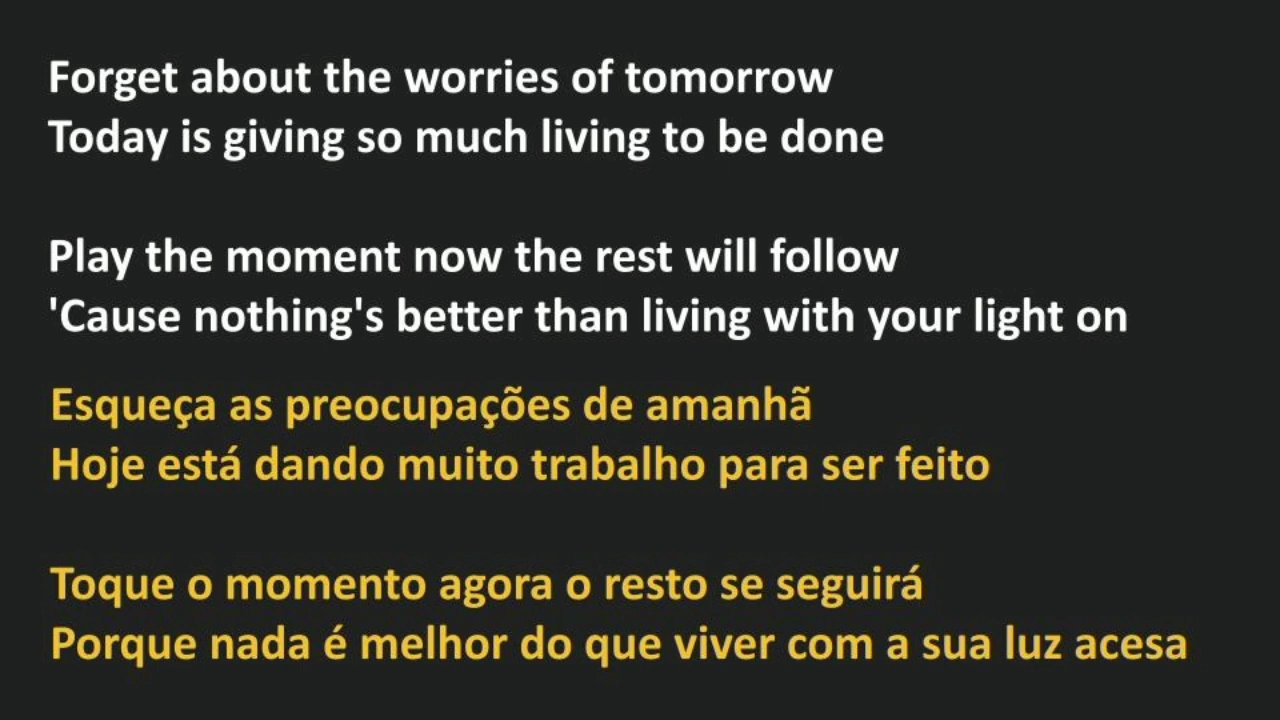 Forget about the worries of tomorrow
Today is giving so much living to be done
Play the moment now the rest will follow
'Cause nothing's better than living with your light on
Esqueça as preocupações de amanhã
Hoje está dando muito trabalho para ser feito
Toque o momento agora o resto se seguirá
Porque nada é melhor do que viver com a sua luz acesa